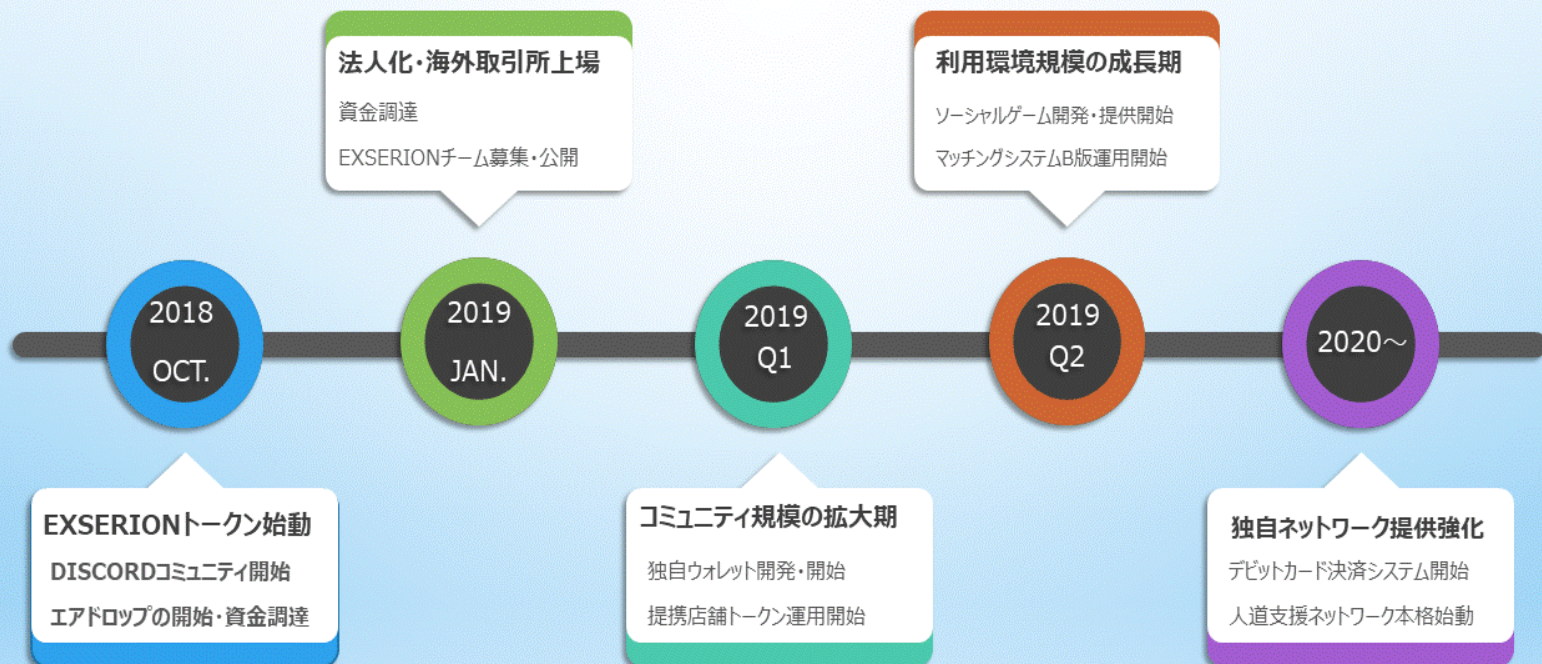 法人化・海外取引所上場
資金調達
EXSERIONチーム募集・公開
利用環境規模の成長期
ソーシャルゲーム開発・提供開始
マッチングシステムB版運用開始
2018
OCT.
2019
JAN.
2019
Q1
2019
Q2
2020～
EXSERIONトークン始動
DISCORDコミュニティ開始
エアドロップの開始・資金調達
コミュニティ規模の拡大期
独自ウォレット開発・開始
提携店舗トークン運用開始
独自ネットワーク提供強化
デビットカード決済システム開始
人道支援ネットワーク本格始動